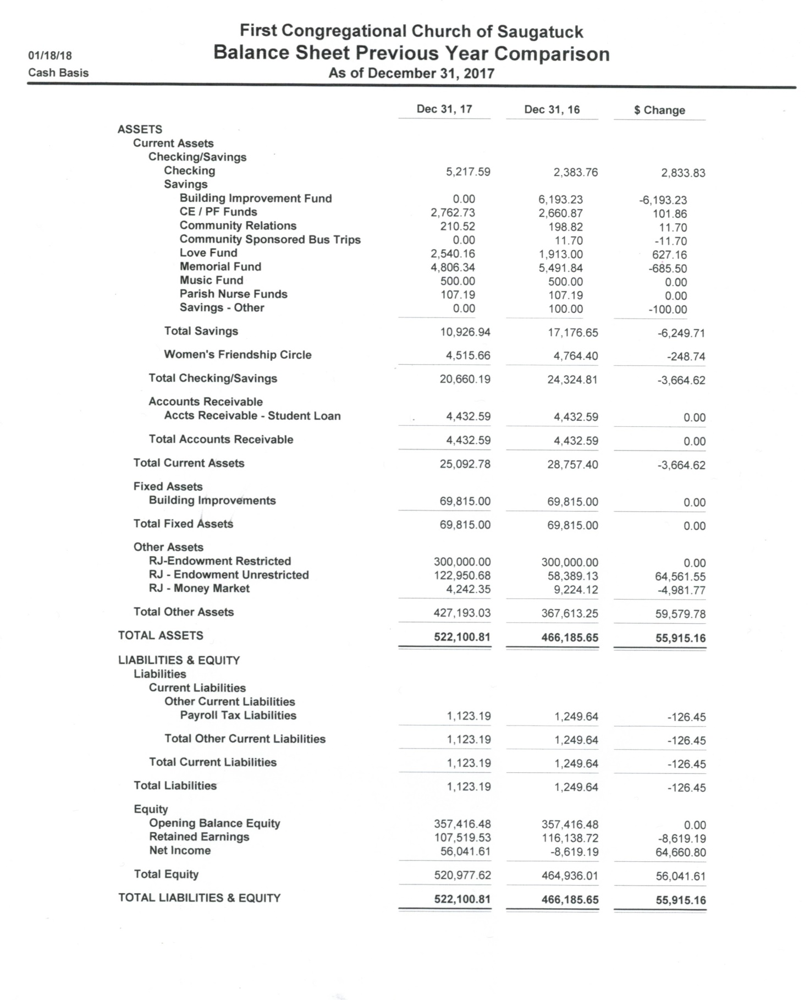 First Congregational Church of Saugatuck
01/18/18 Balance Sheet Previous Year Comparison
Cash Basis As of December 31, 2017
Dec 31, 17 Dec 31, 16 $ Change
ASSETS
Current Assets
Checking/Savings
Checking 5,217.59 2,383.76 2,833.83
Savings
Building Improvement Fund 0.00 6,193.23 -6,193.23
CE / PF Funds 2,762.73 2,660.87 101.86
Community Relations 210.52 198.82 11.70
Community Sponsored Bus Trips 0.00 11.70 -11.70
Love Fund 2,540.16 1,913.00 627.16
Memorial Fund 4,806.34 5,491.84 -685.50
Music Fund 500.00 500.00 0.00
Parish Nurse Funds 107.19 107.19 0.00
Savings - Other 0.00 100.00 -100.00
Total Savings 10,926.94 17,176.65 -6,249.71
Women's Friendship Circle 4,515.66 4,764.40 -248.74
Total Checking/Savings 20,660.19 24,324.81 -3,664.62
Accounts Receivable
Accts Receivable - Student Loan 4,432.59 4,432.59 0.00
Total Accounts Receivable 4,432.59 4,432.59 0.00
Total Current Assets 25,092.78 28,757.40 -3,664.62
Fixed Assets
Building Improvements 69,815.00 69,815.00 0.00
Total Fixed Assets 69,815.00 69,815.00 0.00
Other Assets
RJ-Endowment Restricted 300,000.00 300,000.00 0.00
RJ - Endowment Unrestricted 122,950.68 58,389.13 64,561.55
RJ - Money Market 4,242.35 9,224.12 -4,981.77
Total Other Assets 427,193.03 367,613.25 59,579.78
TOTAL ASSETS 522,100.81 466,185.65 55,915.16
LIABILITIES & EQUITY
Liabilities
Current Liabilities
Other Current Liabilities
Payroll Tax Liabilities 1,123.19 1,249.64 -126.45
Total Other Current Liabilities 1,123.19 1,249.64 -126.45
Total Current Liabilities 1,123.19 1,249.64 -126.45
Total Liabilities 1,123.19 1,249.64 -126.45
Equity
Opening Balance Equity 357,416.48 357,416.48 0.00
Retained Earnings 107,519.53 116,138.72 -8,619.19
Net Income 56,041.61 -8,619.19 64,660.80
Total Equity 520,977.62 464,936.01 56,041.61
TOTAL LIABILITIES & EQUITY 522,100.81 466,185.65 55,915.16